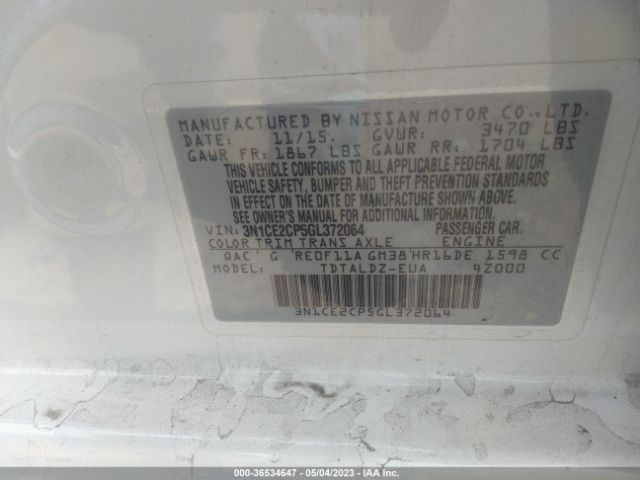 MANUFACTURED BY NISSAN MOTOR CO., LTD.
DATE: 11/15. GVWR: 3470 LBS
GAWR FR: 1867 LBS GAWR RR: 1704 LBS
THIS VEHICLE CONFORMS TO ALL APPLICABLE FEDERAL MOTOR
VEHICLE SAFETY, BUMPER AND THEFT PREVENTION STANDARDS
IN EFFECT ON THE DATE OF MANUFACTURE SHOWN ABOVE.
SEE OWNER'S MANUAL FOR ADDITIONAL INFORMATION.
VIN: 3N1CE2CP5GL372064 PASSENGER CAR.
COLOR TRIM TRANS AXLE ENGINE
QAC G RE0F11A GM38 HR16DE 1598 CC
MODEL: TDTALDZ-EUA 4Z000
3N1CE2CP5GL372064
000-36534647 - 05/04/2023 - IAA Inc.